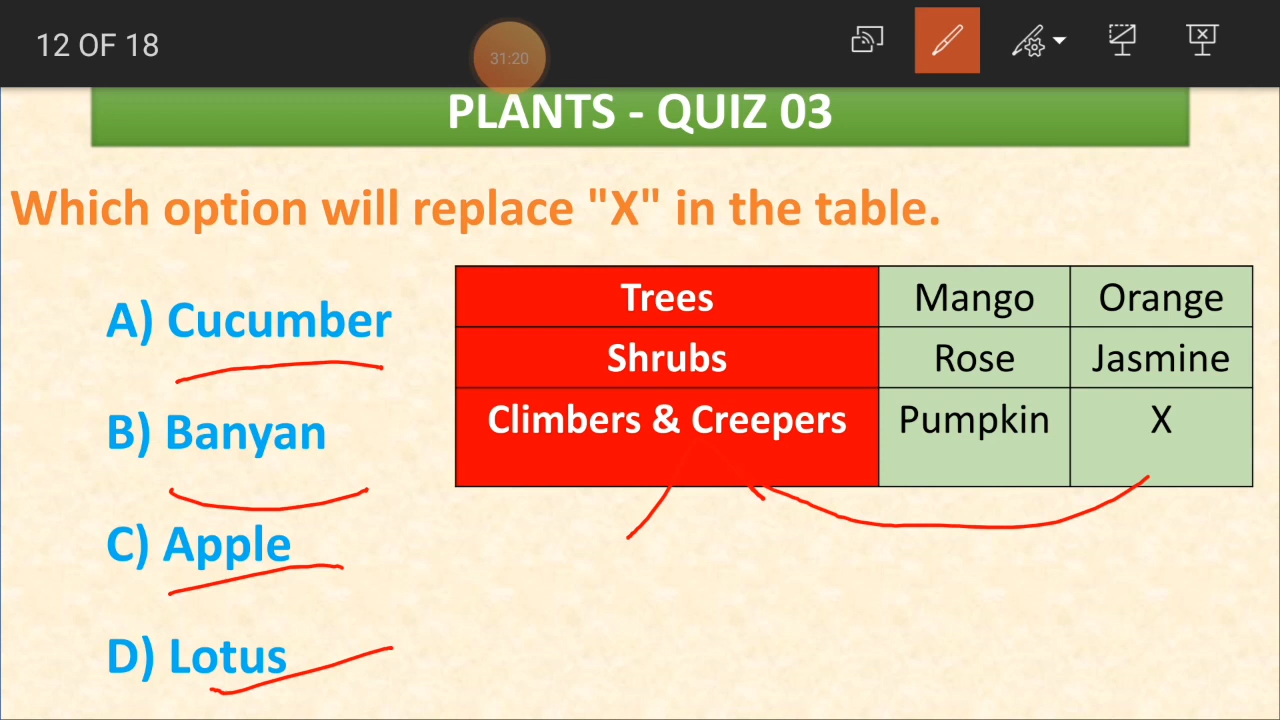 12 OF 18
31:20
PLANTS - QUIZ 03
Which option will replace "X" in the table.
A) Cucumber
B) Banyan
C) Apple
D) Lotus
Trees Mango Orange
Shrubs Rose Jasmine
Climbers & Creepers Pumpkin X